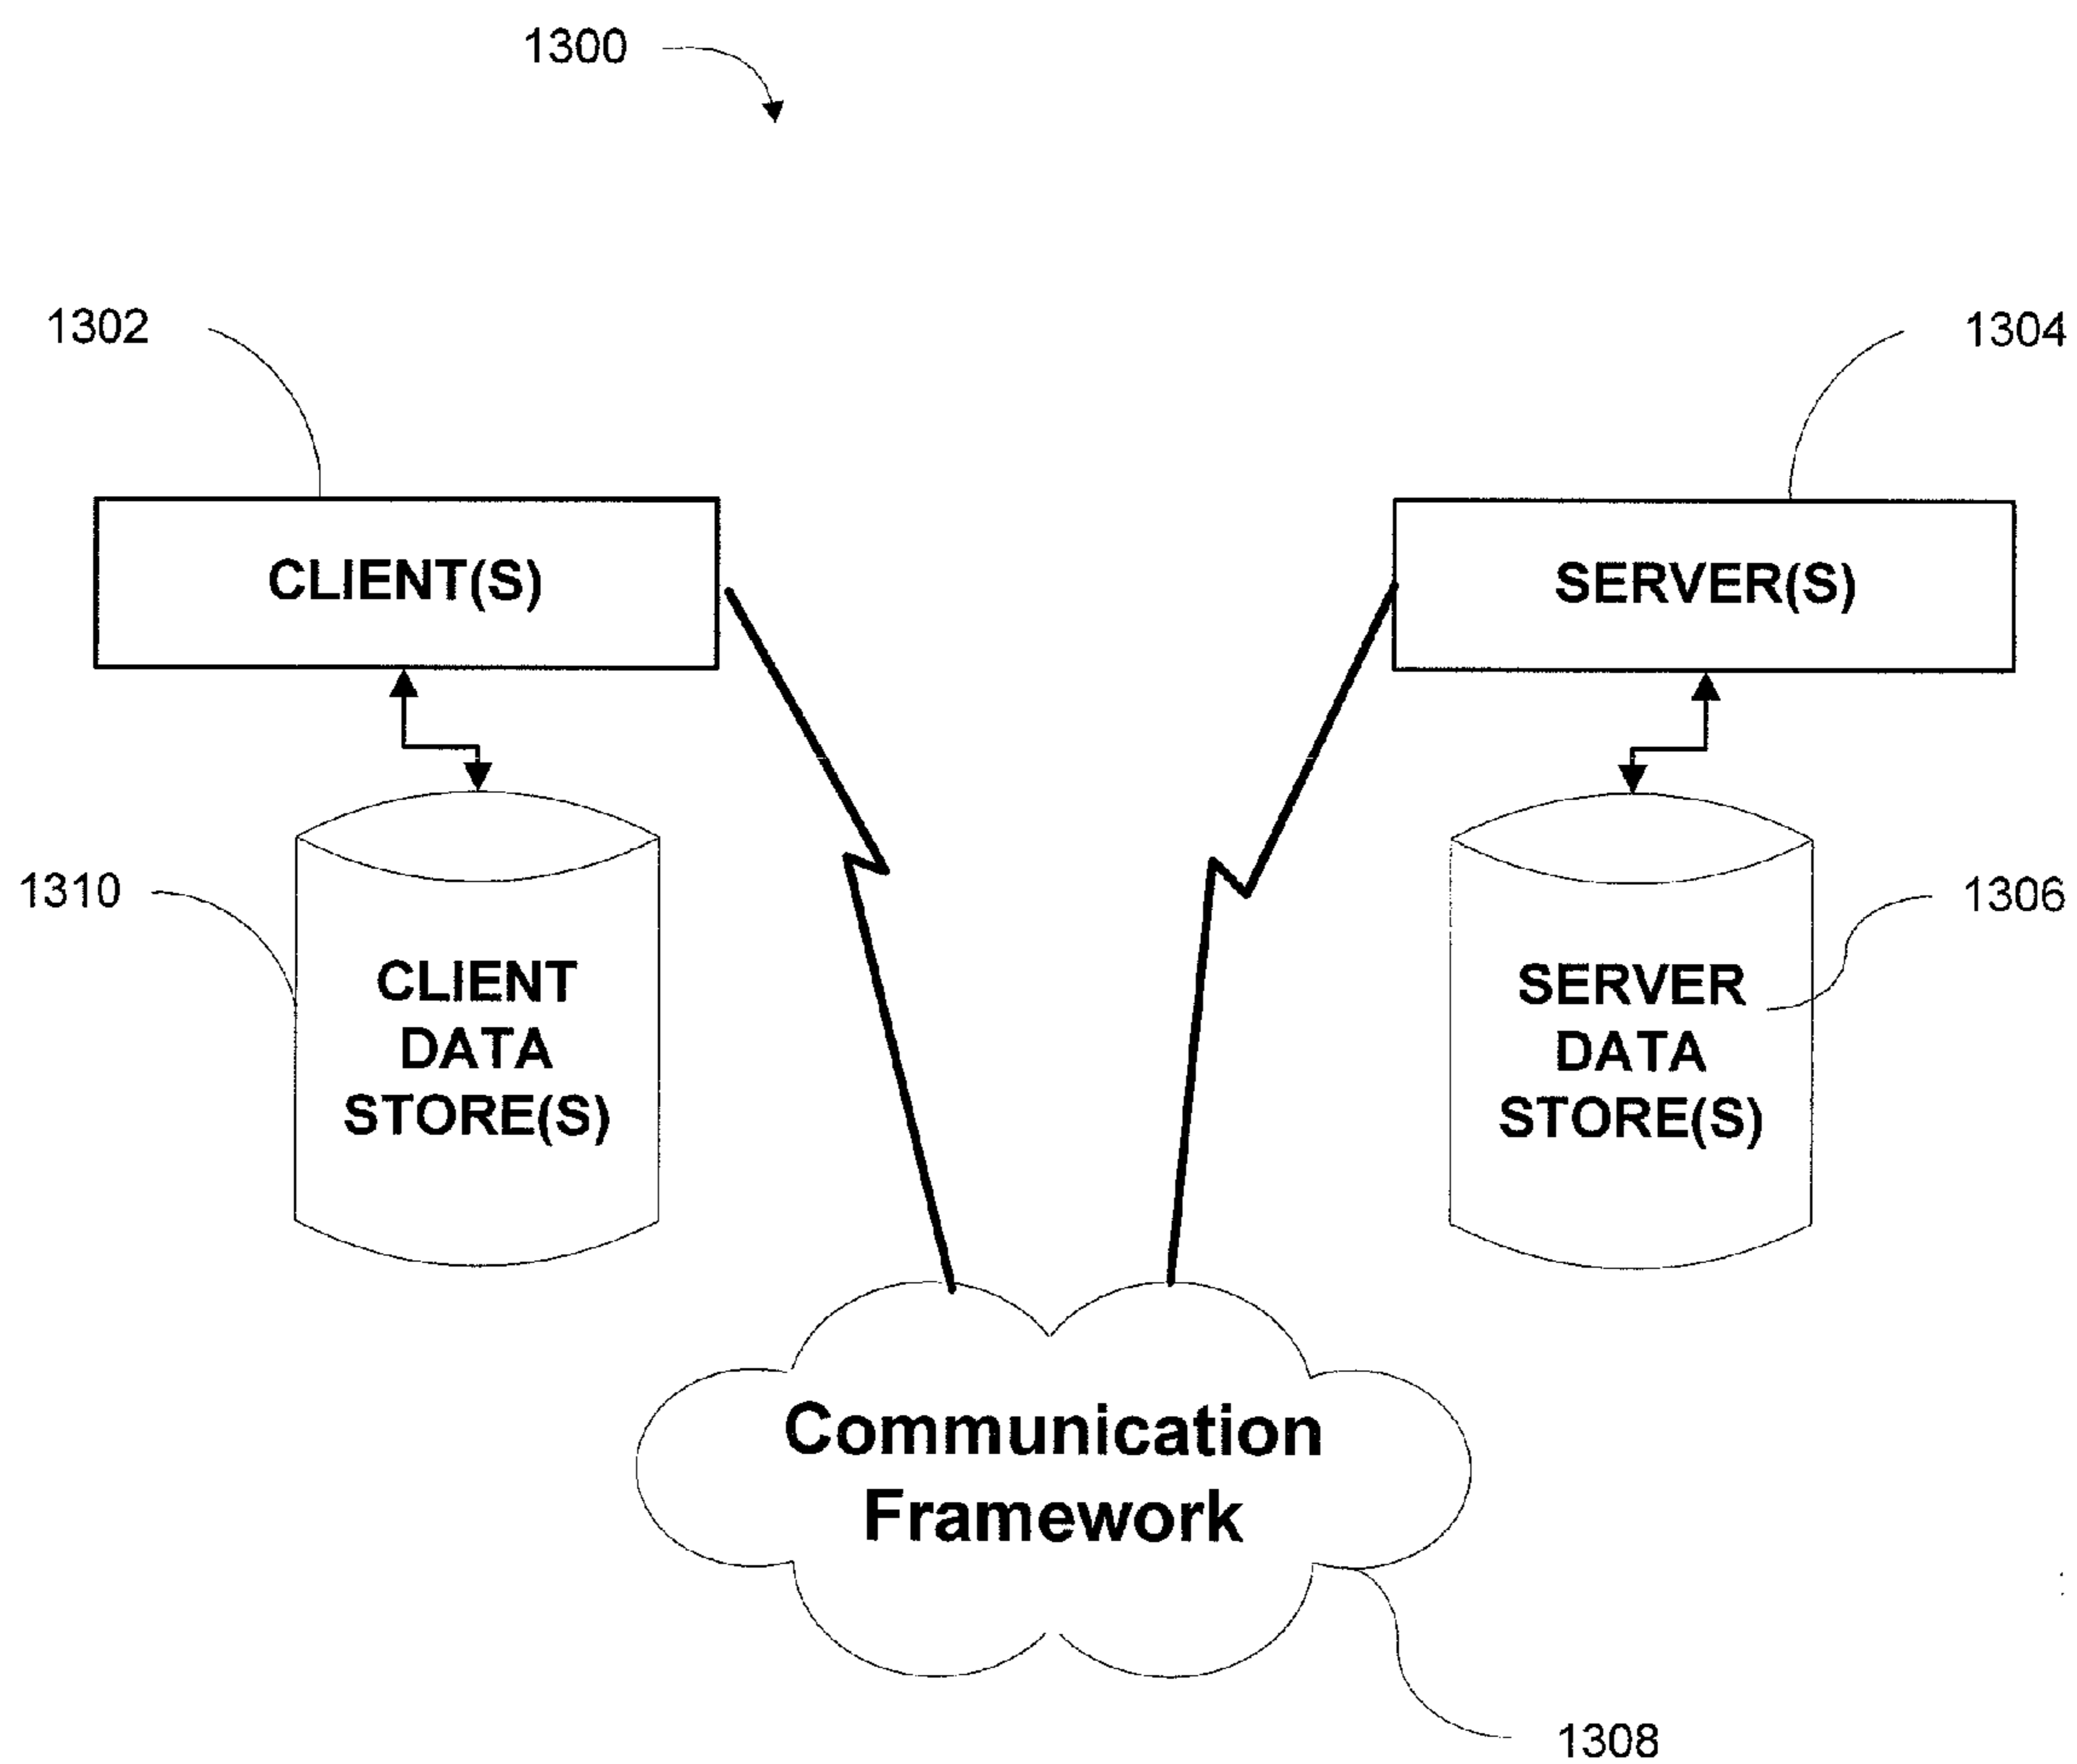 1300
1302
1304
CLIENT(S)
SERVER(S)
1310
1306
CLIENT
DATA
STORE(S)
SERVER
DATA
STORE(S)
Communication
Framework
1308